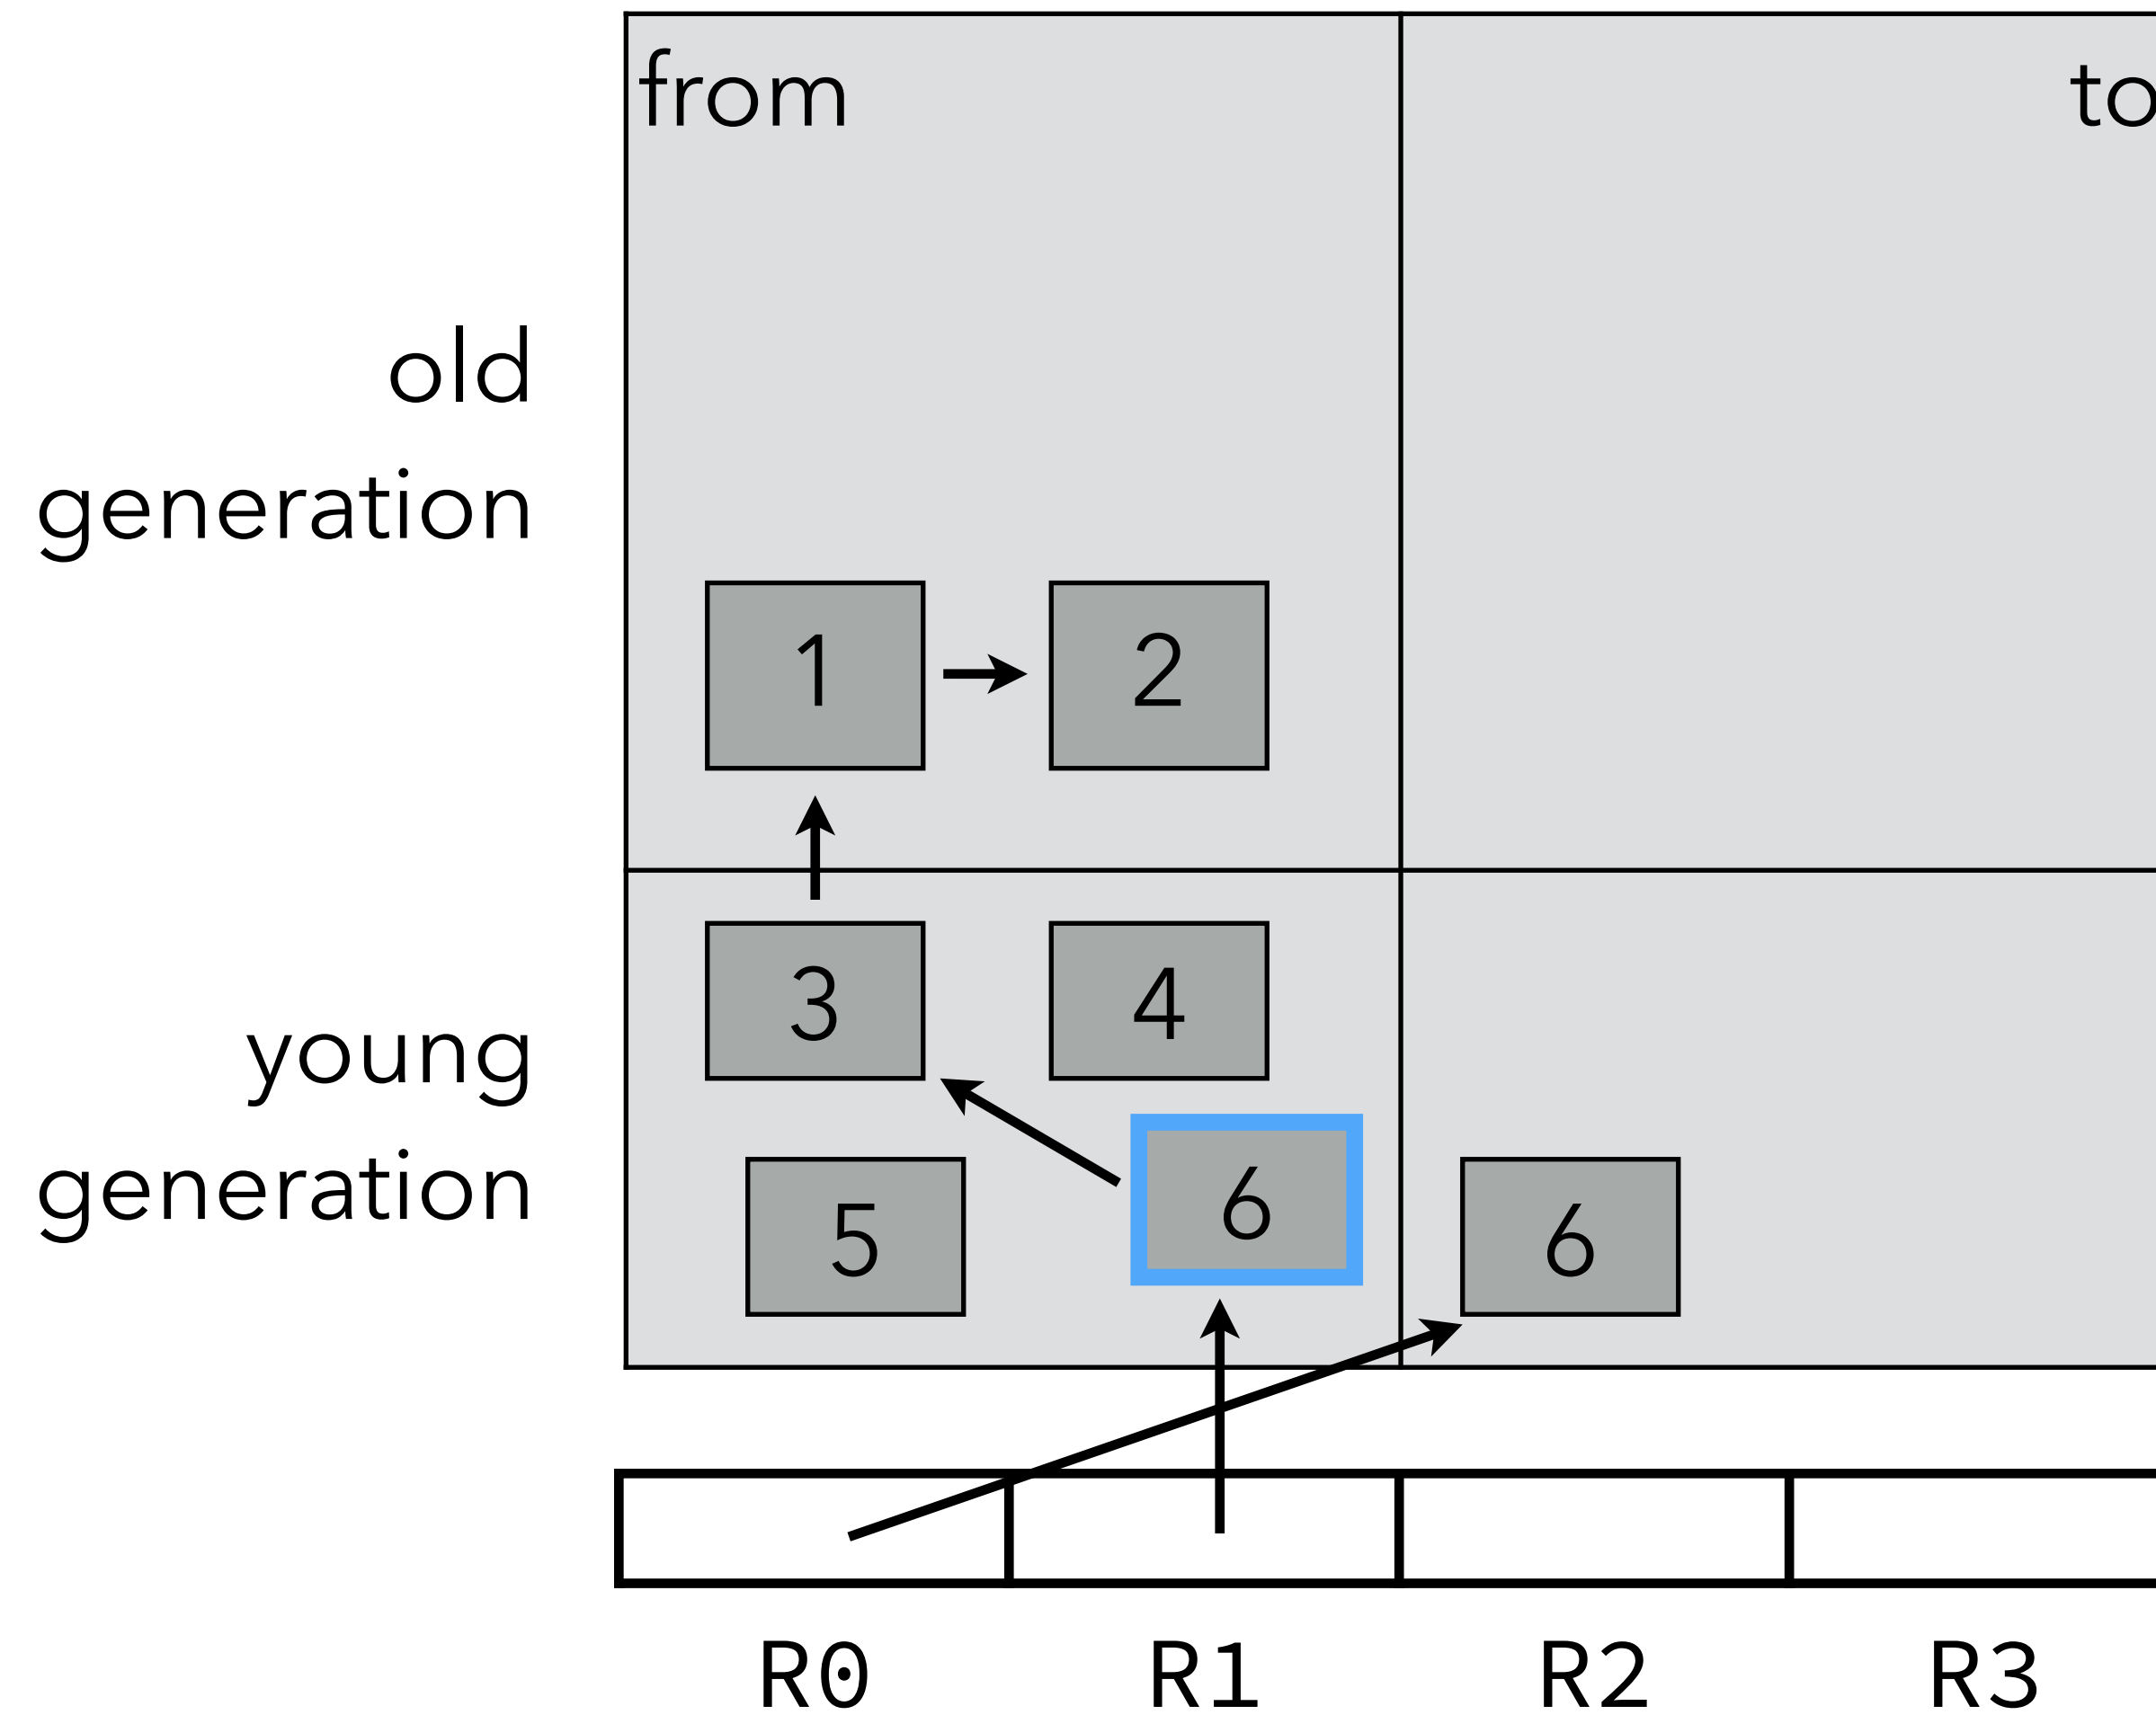 from
to
old
generation
1
2
3
4
young
generation
5
6
6
R0
R1
R2
R3